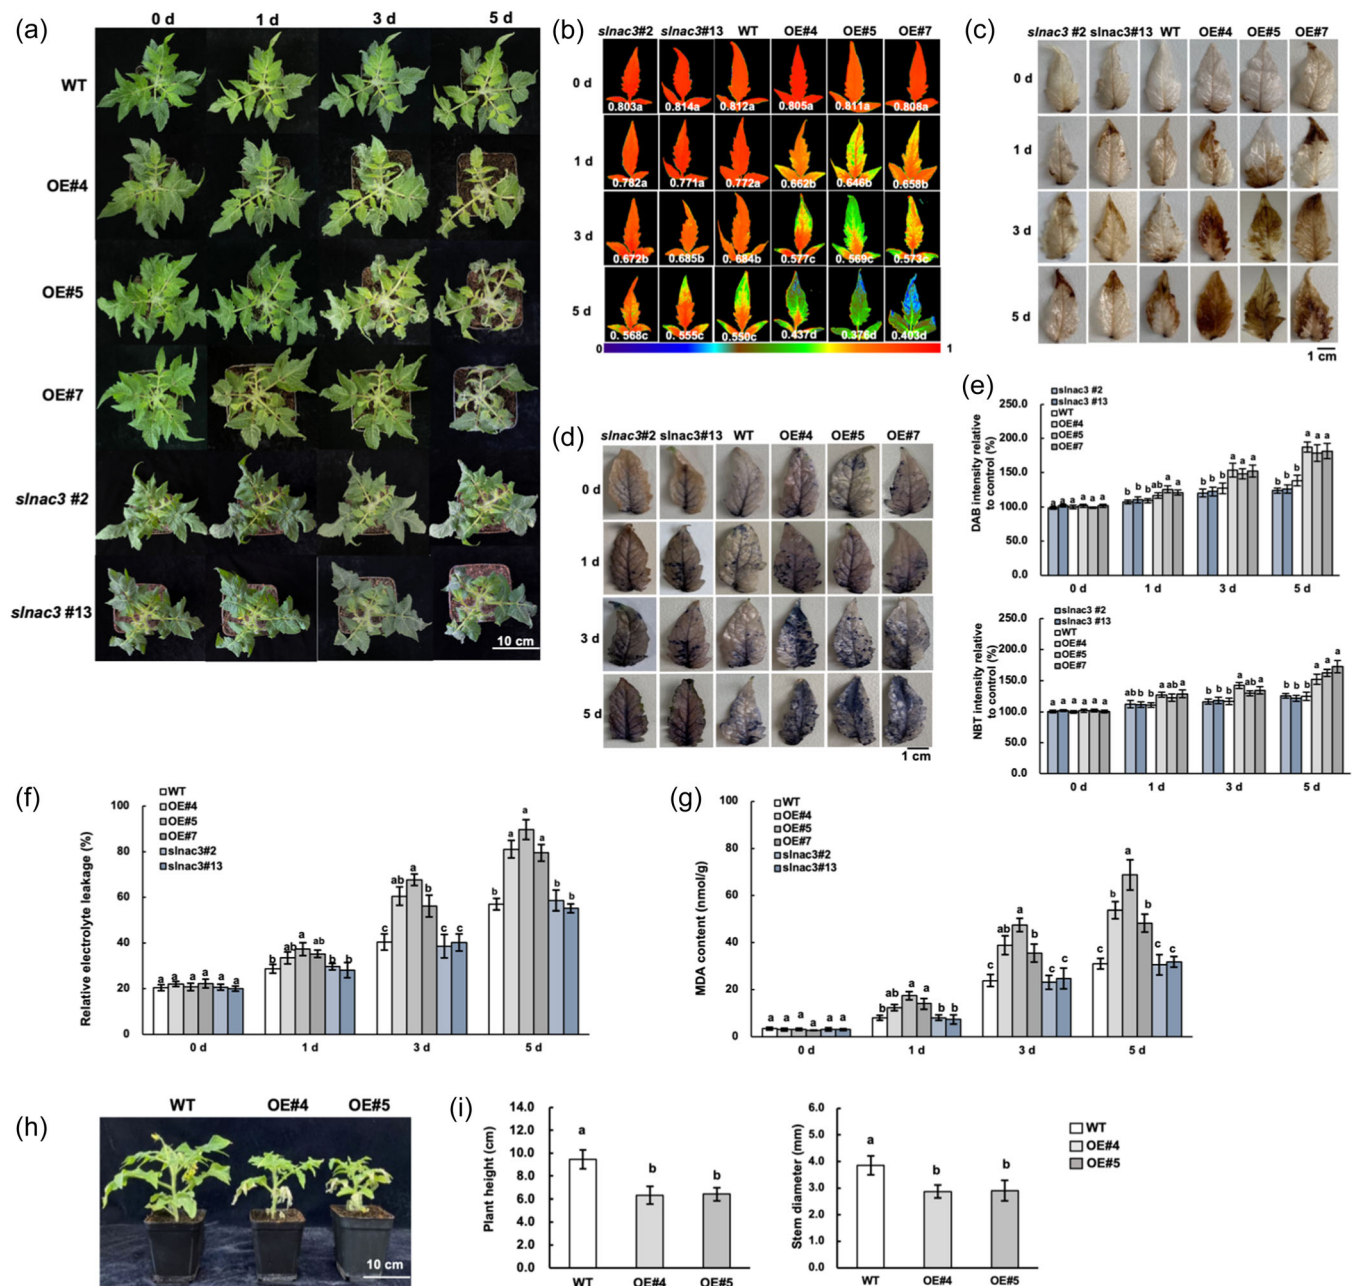 (a)
0 d 1 d 3 d 5 d
WT
OE#4
OE#5
OE#7
slnac3 #2
slnac3 #13
10 cm
(b)
slnac3#2 slnac3#13 WT OE#4 OE#5 OE#7
0 d
0.803a 0.814a 0.812a 0.805a 0.811a 0.808a
1 d
0.782a 0.771a 0.772a 0.662b 0.646b 0.658b
3 d
0.672b 0.685b 0.684b 0.577c 0.569c 0.573c
5 d
0.568c 0.555c 0.550c 0.437d 0.376d 0.403d
0 1
(c)
slnac3 #2 slnac3#13 WT OE#4 OE#5 OE#7
0 d
1 d
3 d
5 d
1 cm
(d)
slnac3#2 slnac3#13 WT OE#4 OE#5 OE#7
0 d
1 d
3 d
5 d
1 cm
(e)
slnac3 #2
slnac3 #13
WT
OE#4
OE#5
OE#7
DAB intensity relative
to control (%)
250.0
200.0
150.0
100.0
50.0
0.0
a a a a a a
b b b ab a a
b b b a a a
b b b a a a
0 d 1 d 3 d 5 d
slnac3 #2
slnac3 #13
WT
OE#4
OE#5
OE#7
NBT intensity relative
to control (%)
250.0
200.0
150.0
100.0
50.0
0.0
a a a a a a
ab b b a ab a
b b b a ab a
b b b a a a
0 d 1 d 3 d 5 d
(f)
WT
OE#4
OE#5
OE#7
slnac3#2
slnac3#13
Relative electrolyte leakage (%)
100
80
60
40
20
0
a a a a a a
b ab a ab b b
c ab a b c c
b a a a b b
0 d 1 d 3 d 5 d
(g)
WT
OE#4
OE#5
OE#7
slnac3#2
slnac3#13
MDA content (nmol/g)
100
80
60
40
20
0
a a a a a a
b ab a a b b
c ab a b c c
c b a b c c
0 d 1 d 3 d 5 d
(h)
WT OE#4 OE#5
10 cm
(i)
Plant height (cm)
14.0
12.0
10.0
8.0
6.0
4.0
2.0
0.0
a b b
WT OE#4 OE#5
Stem diameter (mm)
6.0
5.0
4.0
3.0
2.0
1.0
0.0
a b b
WT OE#4 OE#5
WT
OE#4
OE#5